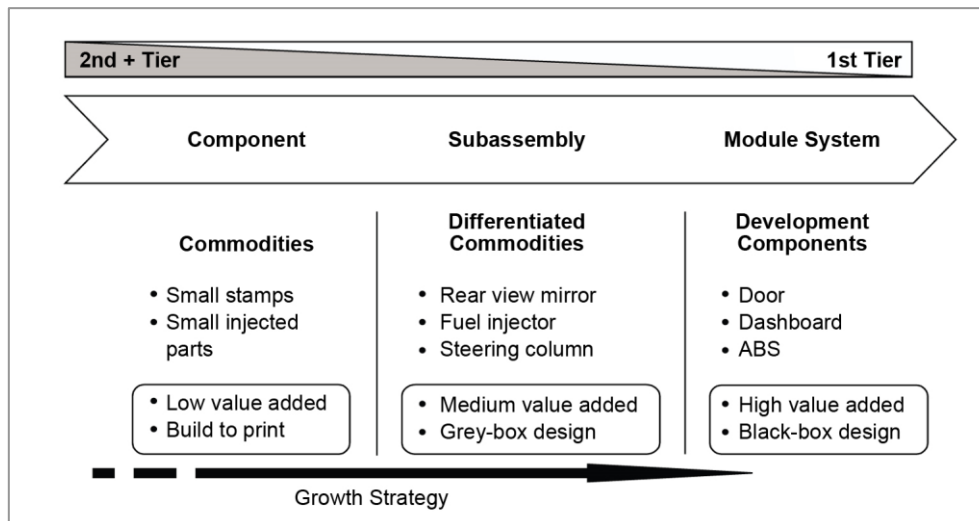 2nd + Tier
1st Tier
Component
Subassembly
Module System
Commodities
• Small stamps
• Small injected
parts
• Low value added
• Build to print
Differentiated
Commodities
• Rear view mirror
• Fuel injector
• Steering column
• Medium value added
• Grey-box design
Development
Components
• Door
• Dashboard
• ABS
• High value added
• Black-box design
Growth Strategy